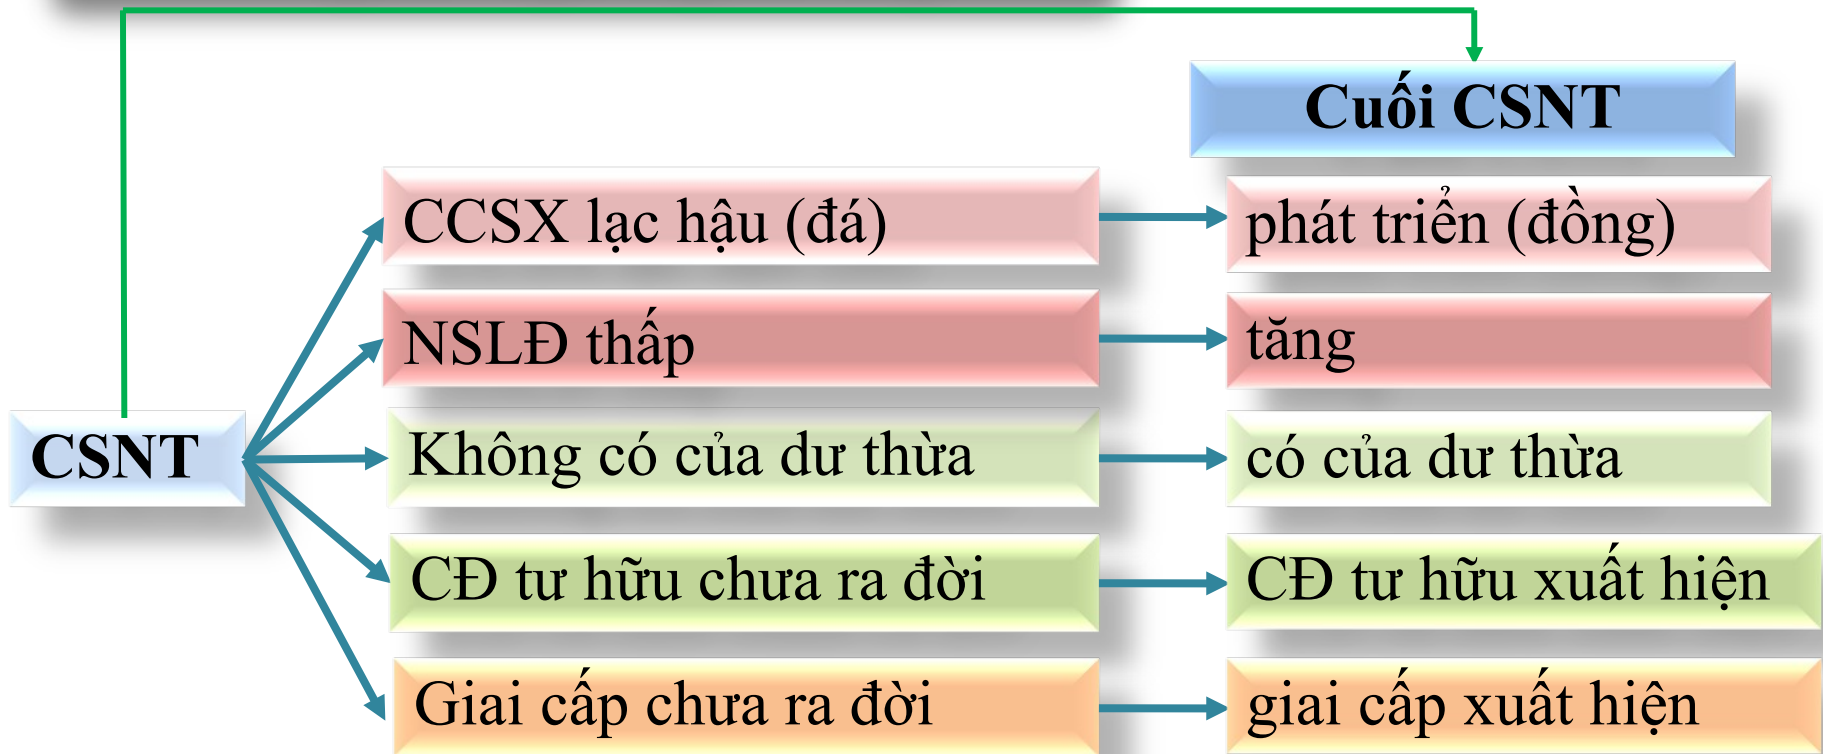 Cuối CSNT
CCSX lạc hậu (đá)
phát triển (đồng)
NSLĐ thấp
tăng
CSNT
Không có của dư thừa
có của dư thừa
CĐ tư hữu chưa ra đời
CĐ tư hữu xuất hiện
Giai cấp chưa ra đời
giai cấp xuất hiện